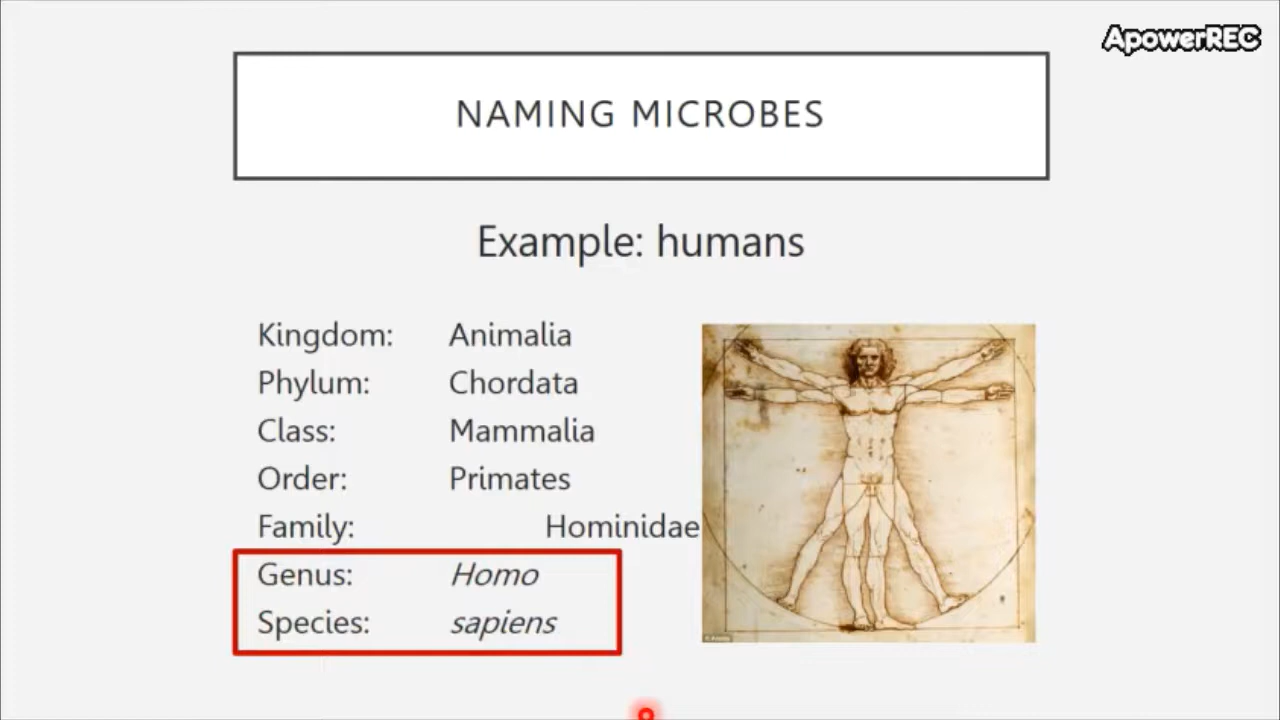 ApowerREC
NAMING MICROBES
Example: humans
Kingdom: Animalia
Phylum: Chordata
Class: Mammalia
Order: Primates
Family: Hominidae
Genus: Homo
Species: sapiens